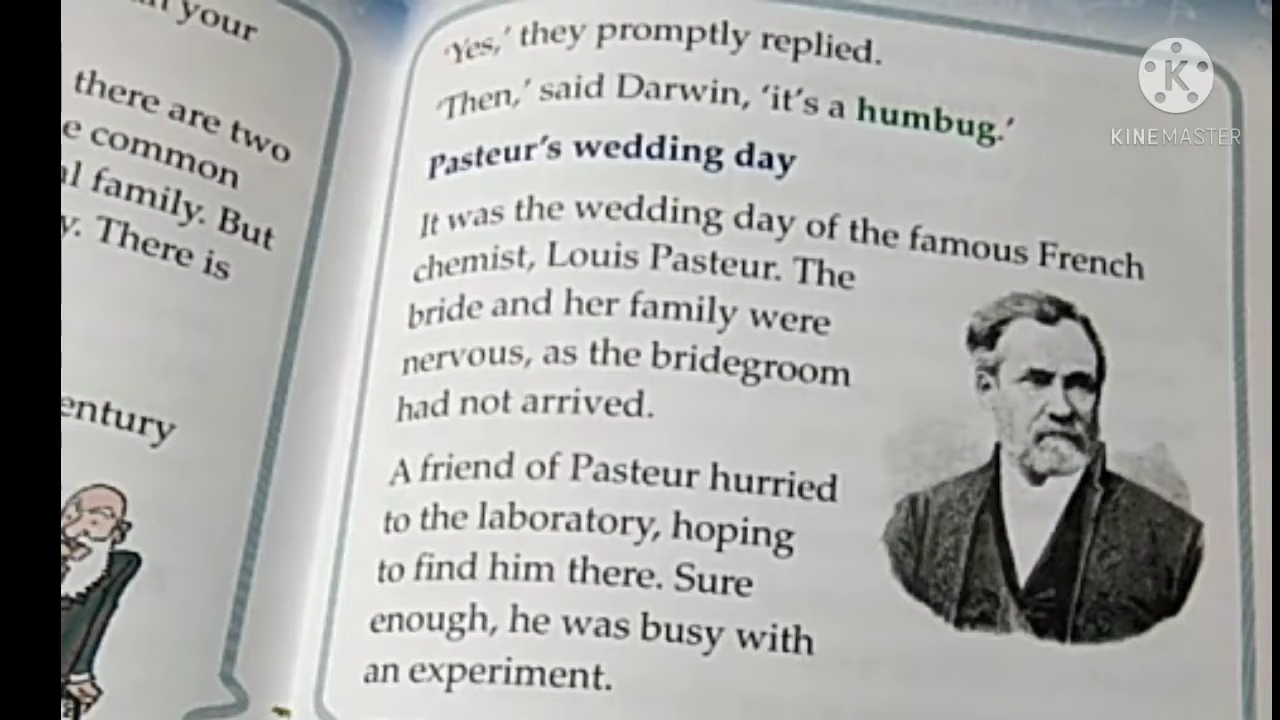 your
there are two
common
family. But
There is
'Yes,' they promptly replied.
'Then,' said Darwin, 'it's a humbug.'
Pasteur's wedding day
It was the wedding day of the famous French
chemist, Louis Pasteur. The
bride and her family were
nervous, as the bridegroom
had not arrived.
A friend of Pasteur hurried
to the laboratory, hoping
to find him there. Sure
enough, he was busy with
an experiment.
K
KINEMASTER